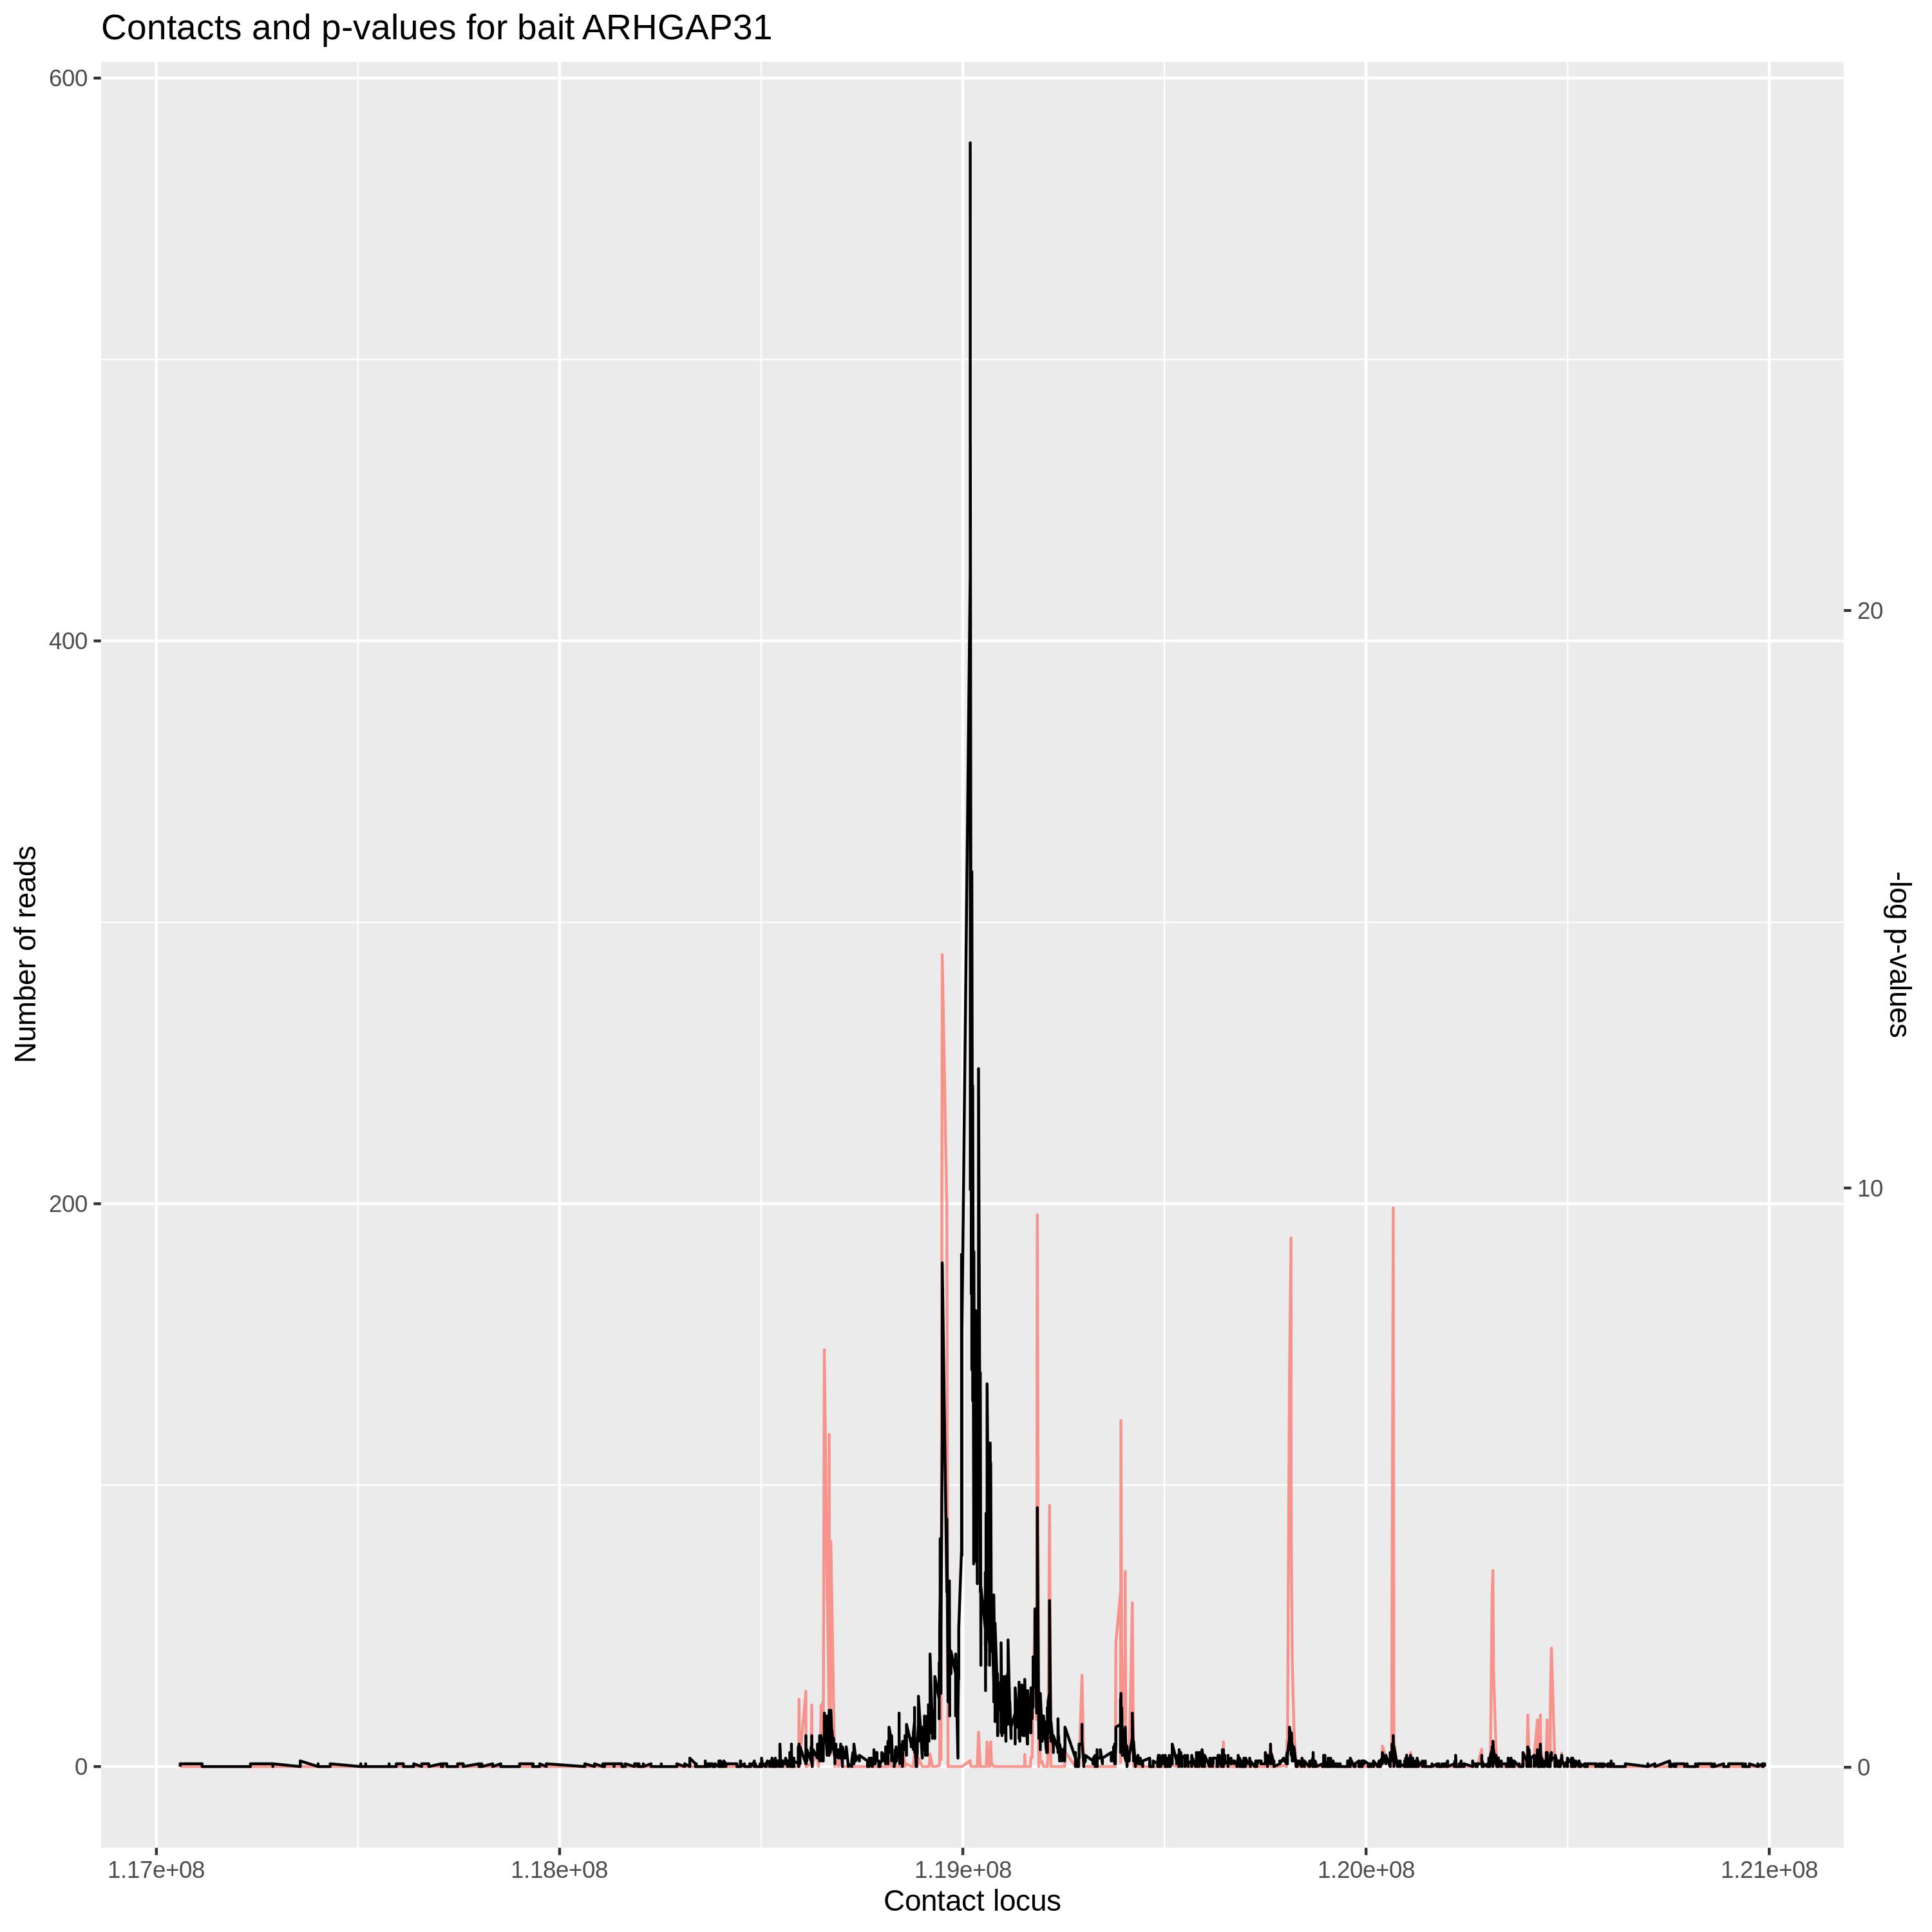 Contacts and p-values for bait ARHGAP31
600
400
200
0
Number of reads
20
10
0
-log p-values
1.17e+08
1.18e+08
1.19e+08
1.20e+08
1.21e+08
Contact locus